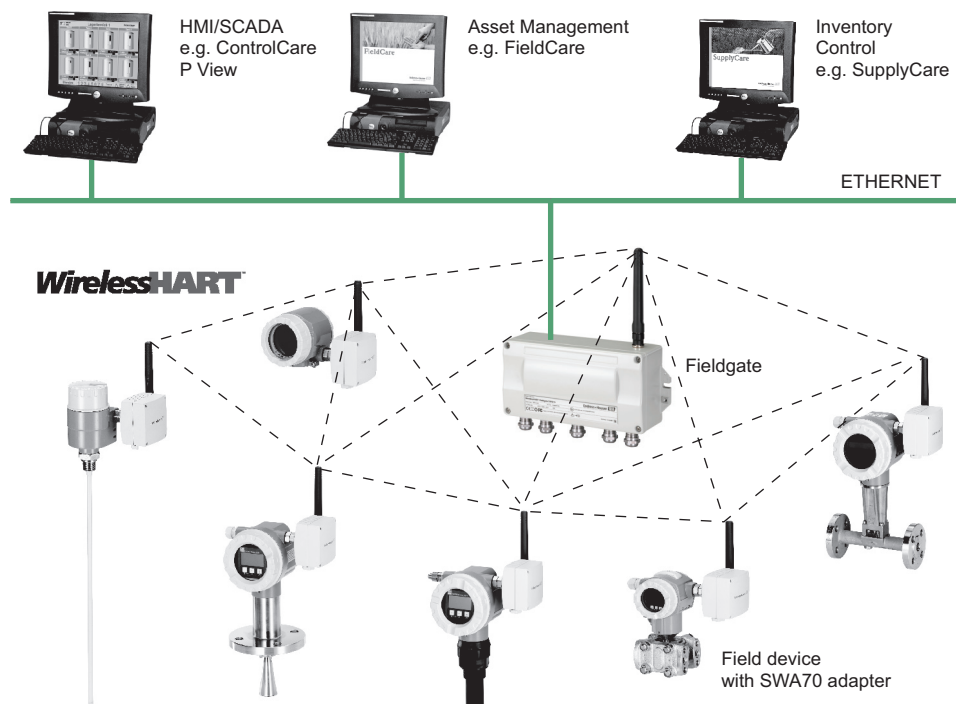 HMI/SCADA
e.g. ControlCare
P View
Asset Management
e.g. FieldCare
Inventory
Control
e.g. SupplyCare
FieldCare
SupplyCare
ETHERNET
WirelessHART
Fieldgate
Field device
with SWA70 adapter